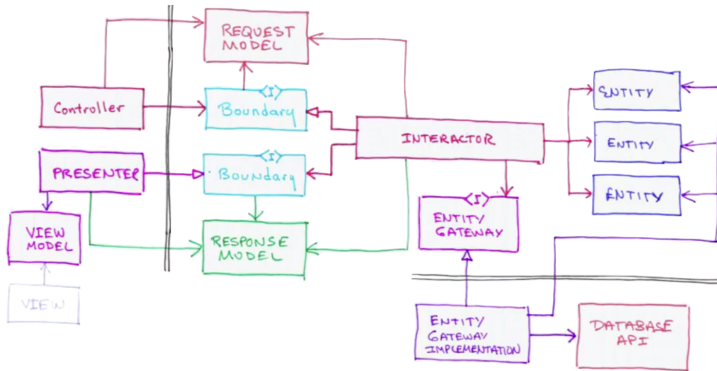 REQUEST
MODEL
Controller
<I>
Boundary
INTERACTOR
ENTITY
ENTITY
ENTITY
PRESENTER
<I>
Boundary
<I>
ENTITY
GATEWAY
VIEW
MODEL
RESPONSE
MODEL
VIEW
ENTITY
GATEWAY
IMPLEMENTATION
DATABASE
API